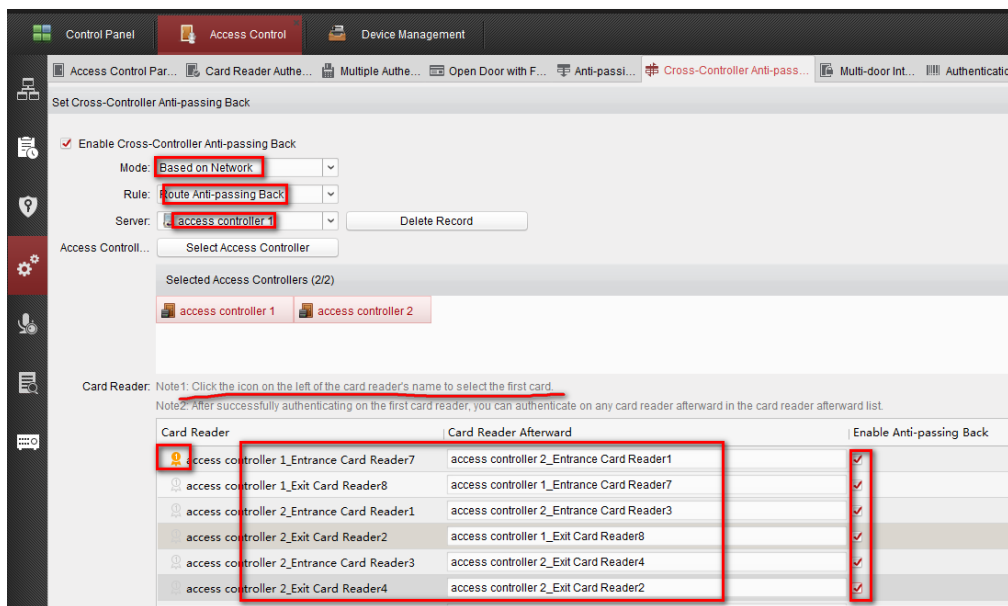 Control Panel Access Control Device Management
Access Control Par... Card Reader Authe... Multiple Authe... Open Door with F... Anti-passi... Cross-Controller Anti-pass... Multi-door Int... Authenticatio
Set Cross-Controller Anti-passing Back
Enable Cross-Controller Anti-passing Back
Mode: Based on Network
Rule: Route Anti-passing Back
Server: access controller 1 Delete Record
Access Controll... Select Access Controller
Selected Access Controllers (2/2)
access controller 1 access controller 2
Card Reader: Note1: Click the icon on the left of the card reader's name to select the first card.
Note2: After successfully authenticating on the first card reader, you can authenticate on any card reader afterward in the card reader afterward list.
Card Reader Card Reader Afterward Enable Anti-passing Back
access controller 1_Entrance Card Reader7 access controller 2_Entrance Card Reader1
access controller 1_Exit Card Reader8 access controller 1_Entrance Card Reader7
access controller 2_Entrance Card Reader1 access controller 2_Entrance Card Reader3
access controller 2_Exit Card Reader2 access controller 1_Exit Card Reader8
access controller 2_Entrance Card Reader3 access controller 2_Exit Card Reader4
access controller 2_Exit Card Reader4 access controller 2_Exit Card Reader2